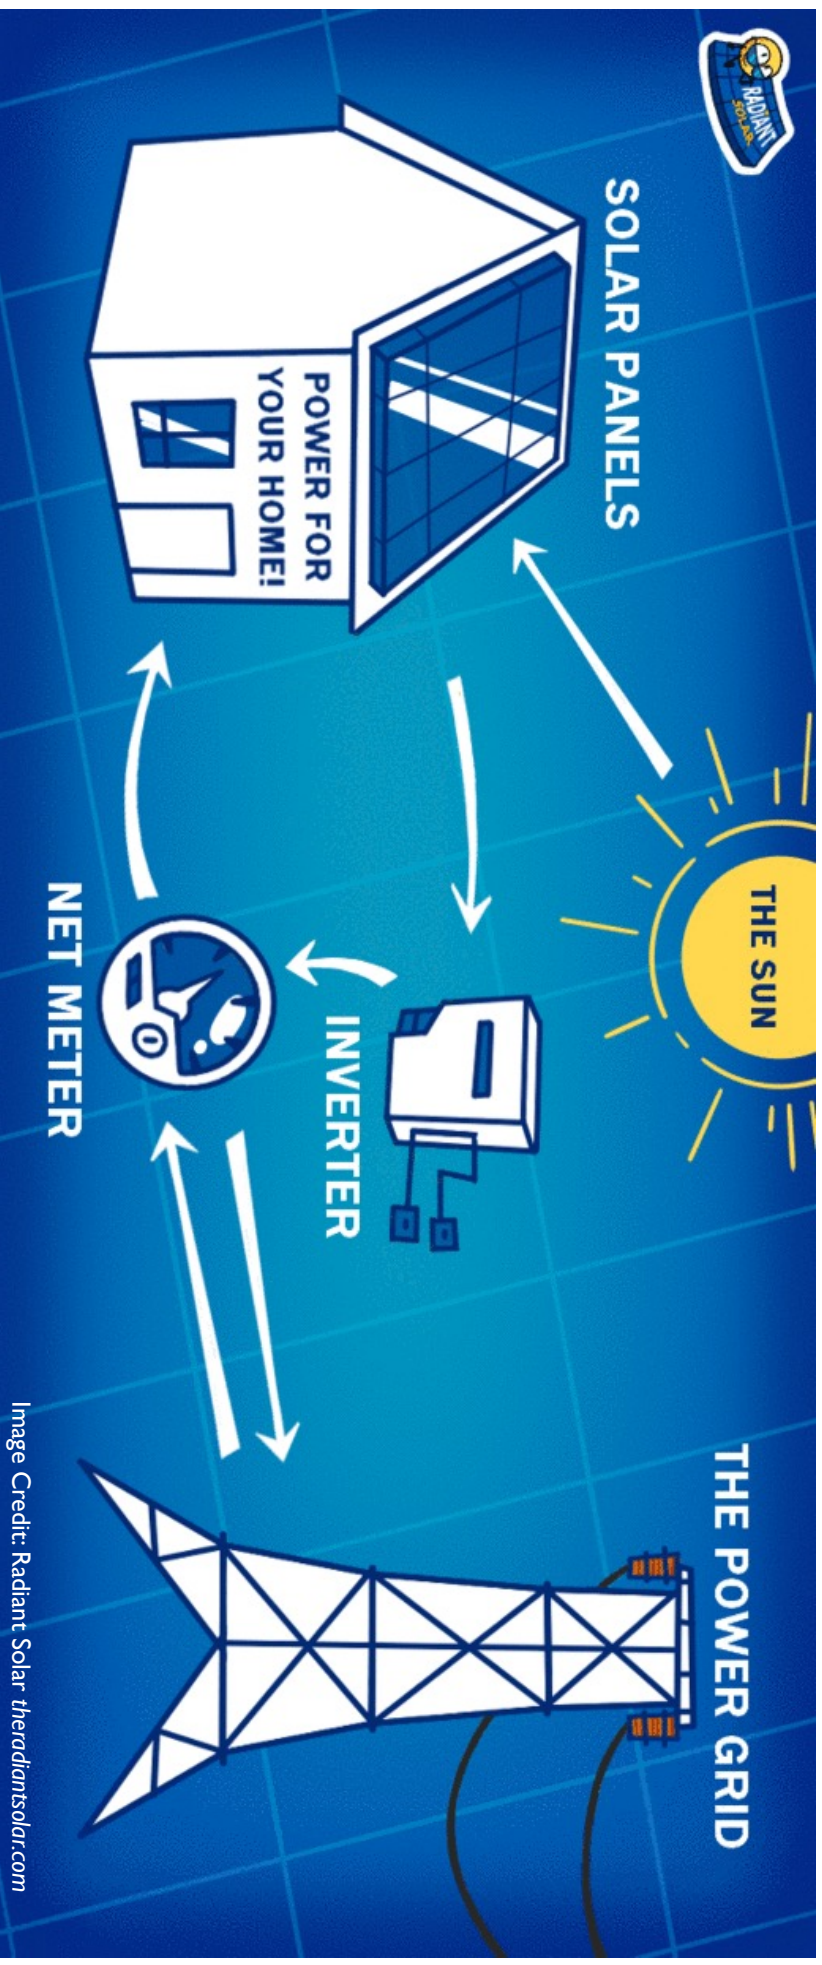 RADIANT
SOLAR
SOLAR PANELS
THE SUN
THE POWER GRID
POWER FOR
YOUR HOME!
INVERTER
NET METER
Image Credit: Radiant Solar theradiantsolar.com